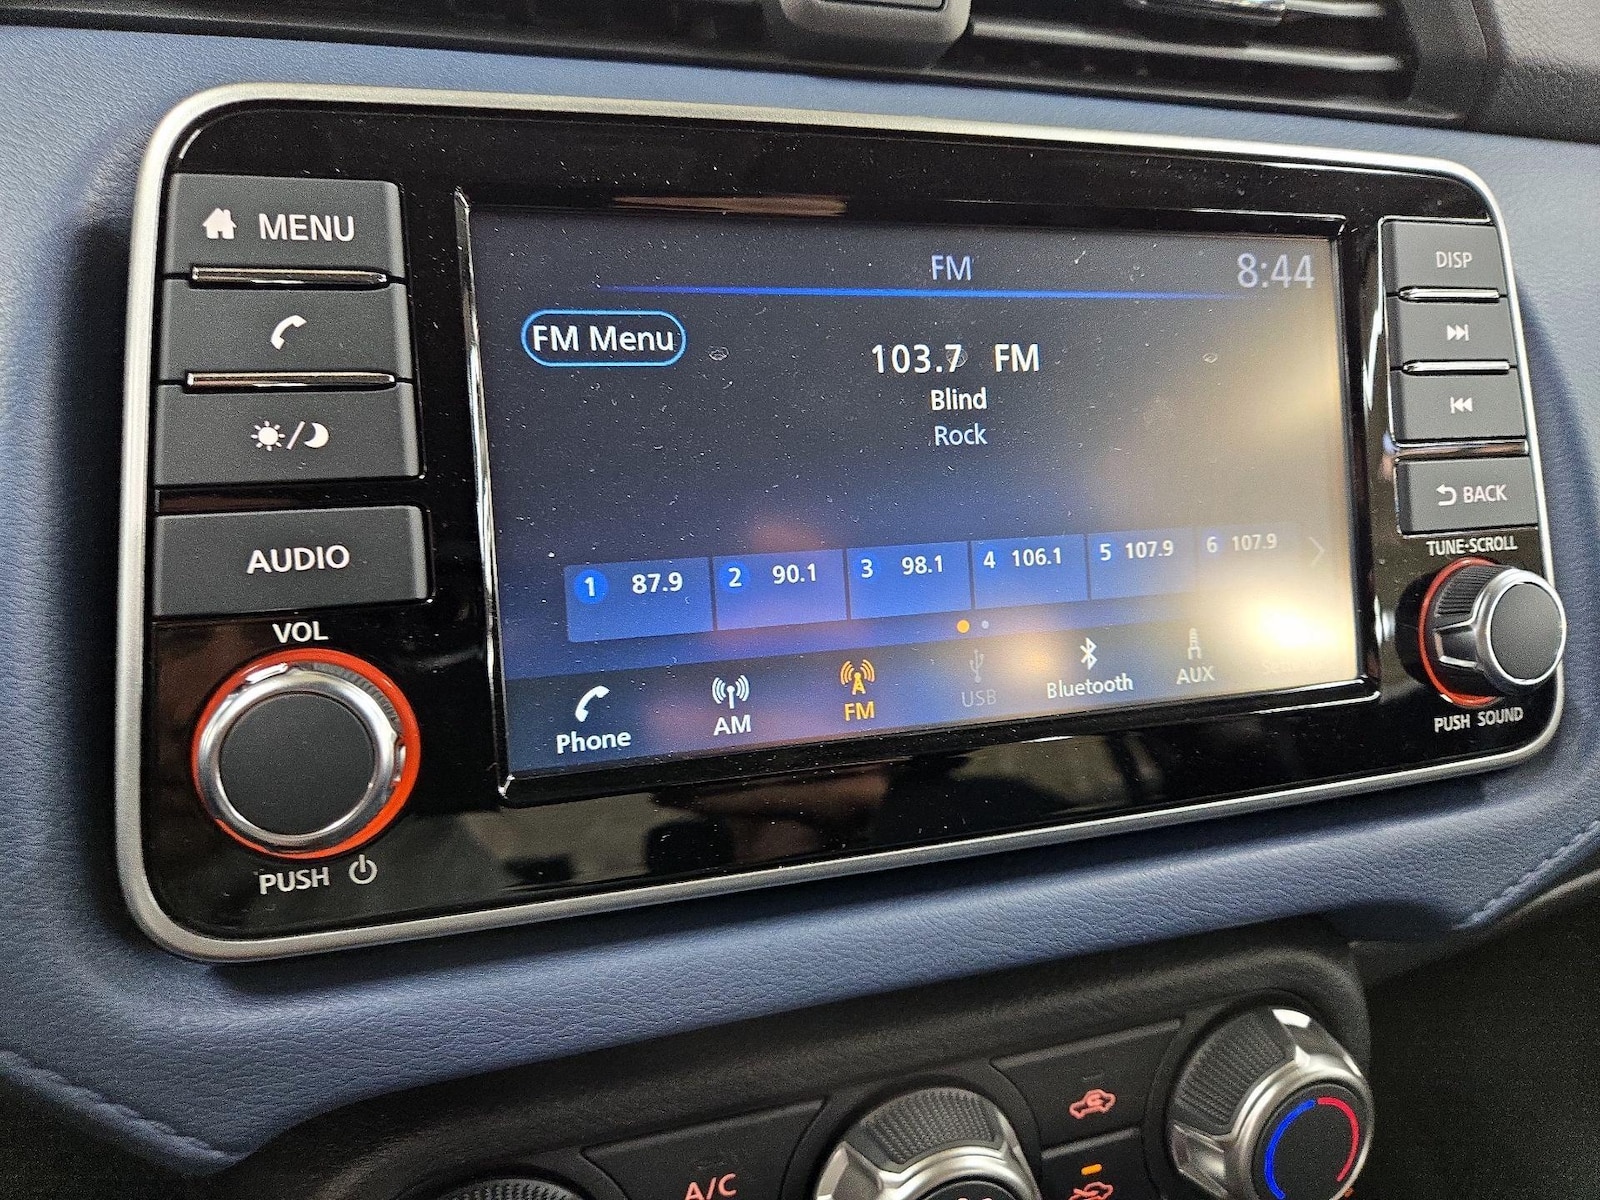 MENU
AUDIO
VOL
PUSH
FM
8:44
FM Menu
103.7 FM
Blind
Rock
1 87.9 2 90.1 3 98.1 4 106.1 5 107.9 6 107.9
Phone AM FM USB Bluetooth AUX
DISP
BACK
TUNE·SCROLL
PUSH SOUND
A/C